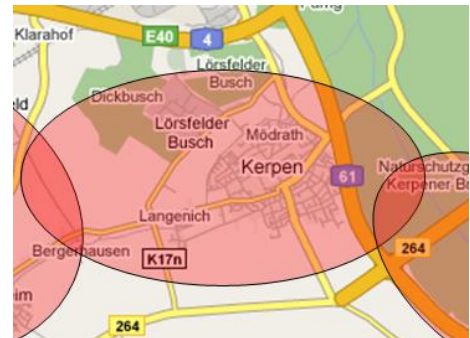 Klarahof
E40
4
Lörsfelder
Busch
Dickbusch
Lörsfelder
Busch
Mödrath
Kerpen
61
Naturschutzg
Kerpener
Langenich
Bergerhausen
K17n
264
264